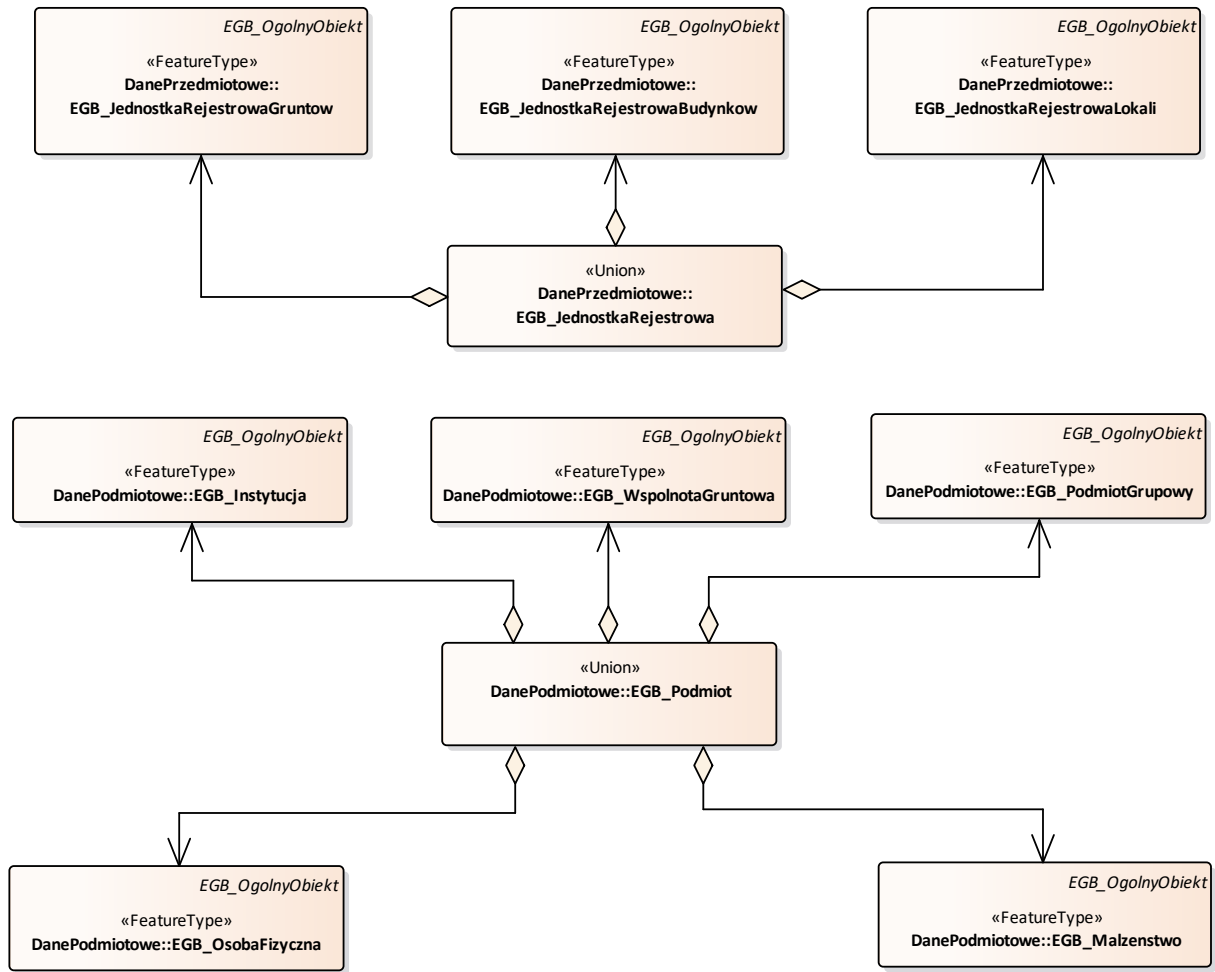 EGB_OgolnyObiekt
«FeatureType»
DanePrzedmiotowe::
EGB_JednostkaRejestrowaGruntow
EGB_OgolnyObiekt
«FeatureType»
DanePrzedmiotowe::
EGB_JednostkaRejestrowaBudynkow
EGB_OgolnyObiekt
«FeatureType»
DanePrzedmiotowe::
EGB_JednostkaRejestrowaLokali
«Union»
DanePrzedmiotowe::
EGB_JednostkaRejestrowa
EGB_OgolnyObiekt
«FeatureType»
DanePodmiotowe::EGB_Instytucja
EGB_OgolnyObiekt
«FeatureType»
DanePodmiotowe::EGB_WspolnotaGruntowa
EGB_OgolnyObiekt
«FeatureType»
DanePodmiotowe::EGB_PodmiotGrupowy
«Union»
DanePodmiotowe::EGB_Podmiot
EGB_OgolnyObiekt
«FeatureType»
DanePodmiotowe::EGB_OsobaFizyczna
EGB_OgolnyObiekt
«FeatureType»
DanePodmiotowe::EGB_Malzenstwo